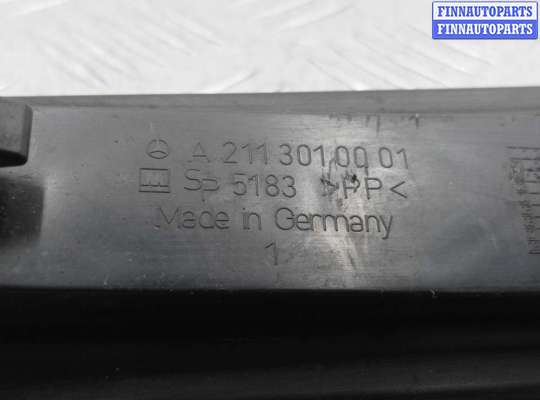 FINNAUTOPARTS
FINNAUTOPARTS
A 211 301 00 01
Sp 5183 >PP<
Made in Germany
1